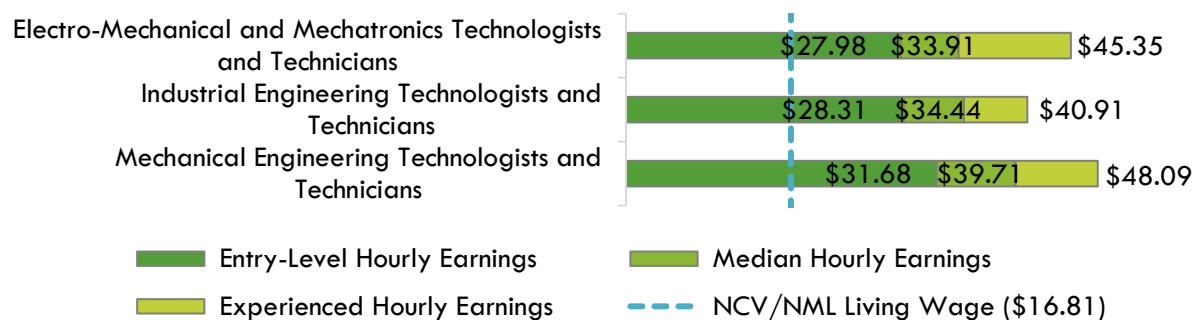 Electro-Mechanical and Mechatronics Technologists
and Technicians
$27.98 $33.91 $45.35
Industrial Engineering Technologists and
Technicians
$28.31 $34.44 $40.91
Mechanical Engineering Technologists and
Technicians
$31.68 $39.71 $48.09
Entry-Level Hourly Earnings
Median Hourly Earnings
Experienced Hourly Earnings
NCV/NML Living Wage ($16.81)